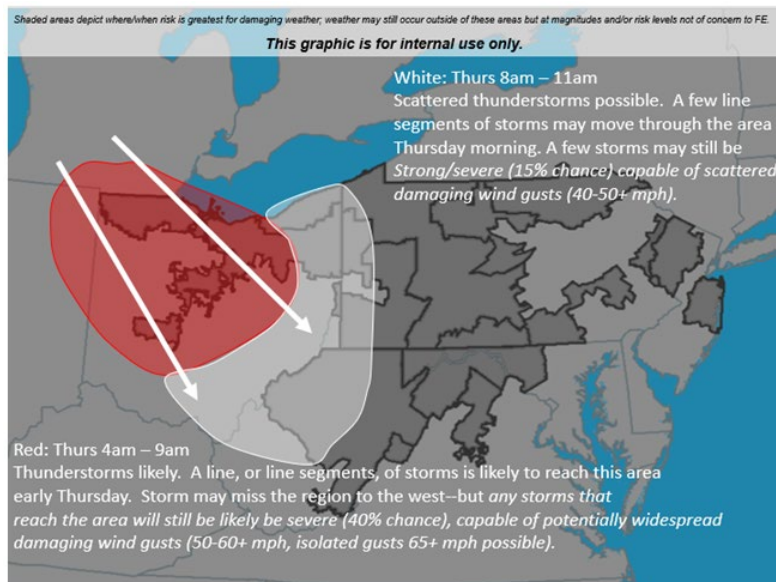 Shaded areas depict where/when risk is greatest for damaging weather; weather may still occur outside of these areas but at magnitudes and/or risk levels not of concern to FE.
This graphic is for internal use only.
White: Thurs 8am – 11am
Scattered thunderstorms possible. A few line
segments of storms may move through the area
Thursday morning. A few storms may still be
Strong/severe (15% chance) capable of scattered
damaging wind gusts (40-50+ mph).
Red: Thurs 4am – 9am
Thunderstorms likely. A line, or line segments, of storms is likely to reach this area
early Thursday. Storm may miss the region to the west--but any storms that
reach the area will still be likely be severe (40% chance), capable of potentially widespread
damaging wind gusts (50-60+ mph, isolated gusts 65+ mph possible).